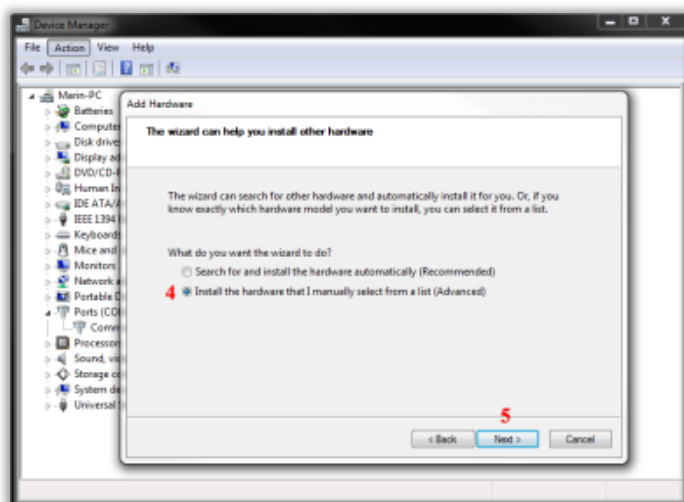 Device Manager
File Action View Help
Marin-PC
Batteries
Disk drive
Display ad
DVD/CD-
Human In
IDE ATA/A
IEEE 1394
Keyboards
Mice and
Monitors
Network a
Portable D
Ports (CO
Comm
Processor
Sound, vid
Storage co
System de
Universal
Add Hardware
The wizard can help you install other hardware
The wizard can search for other hardware and automatically install it for you. Or, if you
know exactly which hardware model you want to install, you can select it from a list.
What do you want the wizard to do?
Search for and install the hardware automatically (Recommended)
4 Install the hardware that I manually select from a list (Advanced)
5
< Back Next > Cancel